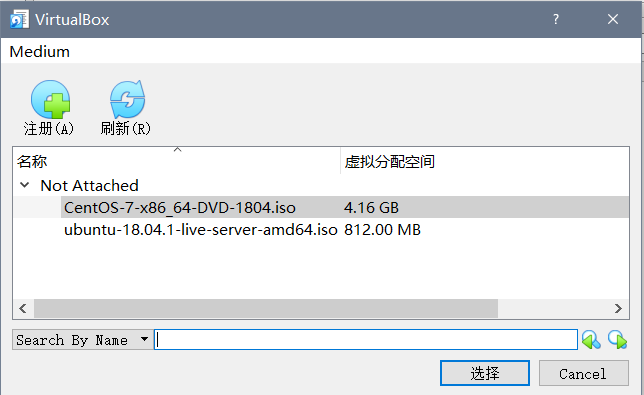 VirtualBox ?
Medium
注册(A) 刷新(R)
名称 虚拟分配空间
Not Attached
CentOS-7-x86_64-DVD-1804.iso 4.16 GB
ubuntu-18.04.1-live-server-amd64.iso 812.00 MB
Search By Name
选择 Cancel